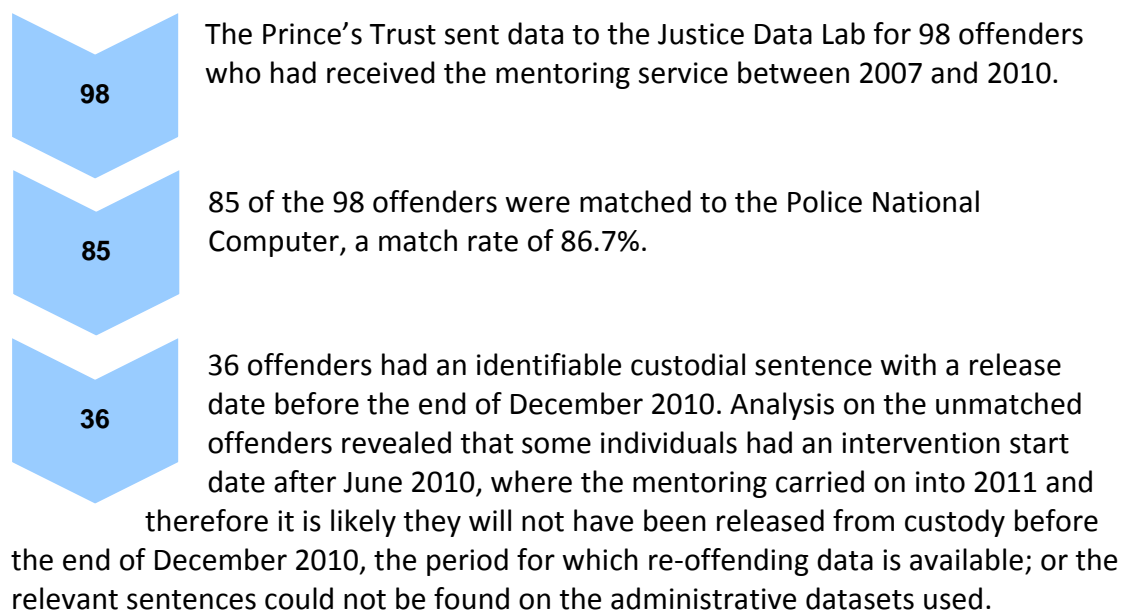 The Prince’s Trust sent data to the Justice Data Lab for 98 offenders
who had received the mentoring service between 2007 and 2010.
98
85 of the 98 offenders were matched to the Police National
Computer, a match rate of 86.7%.
85
36 offenders had an identifiable custodial sentence with a release
date before the end of December 2010. Analysis on the unmatched
36
offenders revealed that some individuals had an intervention start
date after June 2010, where the mentoring carried on into 2011 and
therefore it is likely they will not have been released from custody before
the end of December 2010, the period for which re-offending data is available; or the
relevant sentences could not be found on the administrative datasets used.